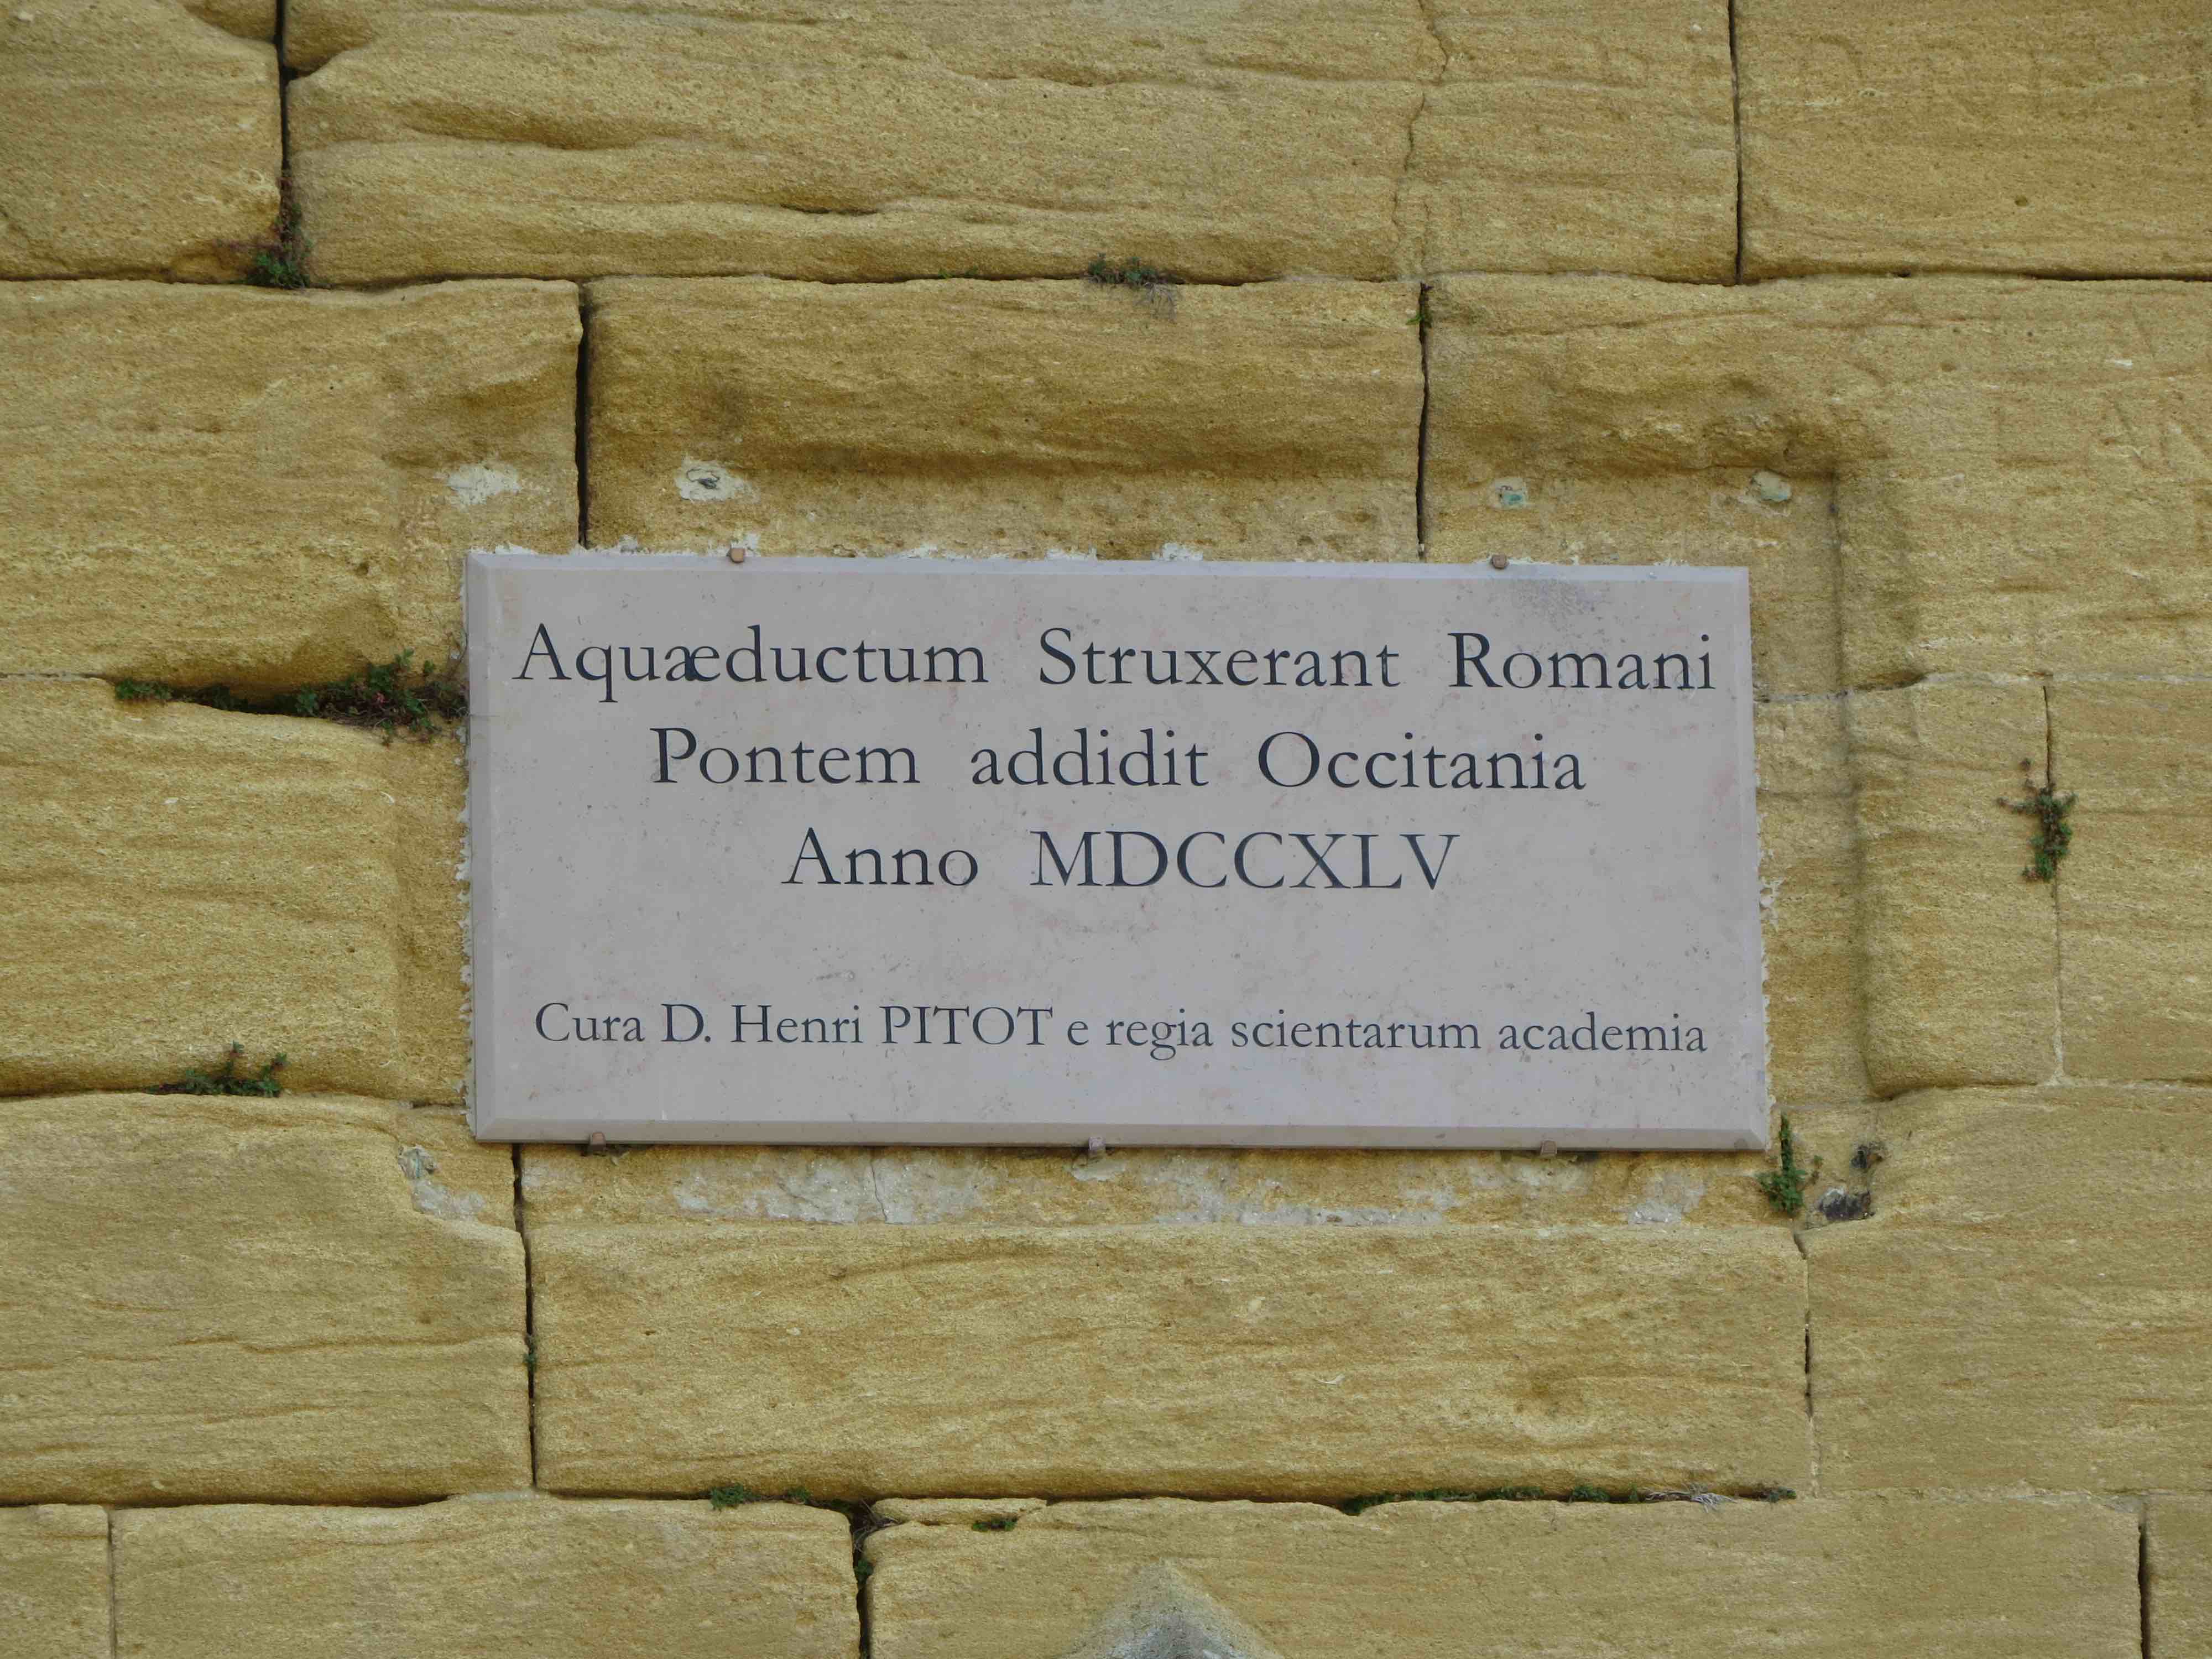 Aquæductum Struxerant Romani
Pontem addidit Occitania
Anno MDCCXLV
Cura D. Henri PITOT e regia scientarum academia